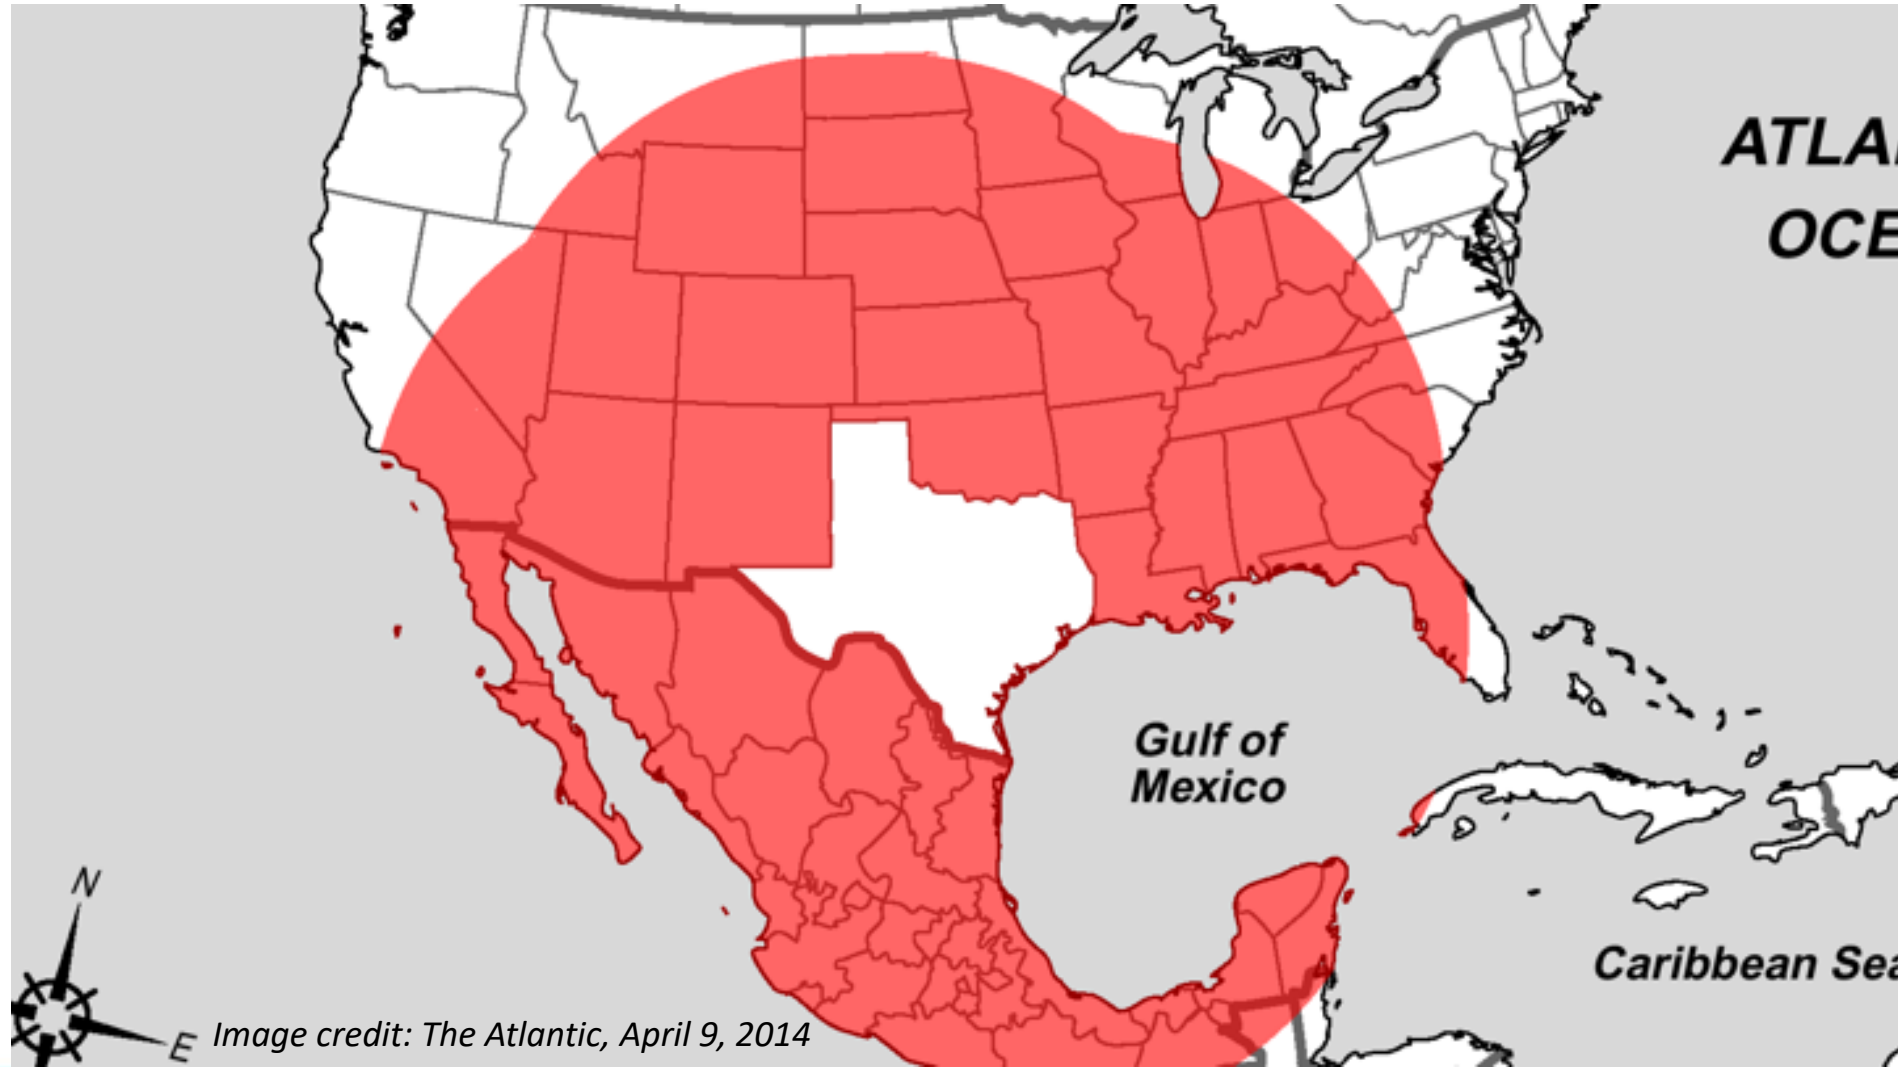 ATLA
OCE
Gulf of
Mexico
Caribbean Sea
N
E
Image credit: The Atlantic, April 9, 2014